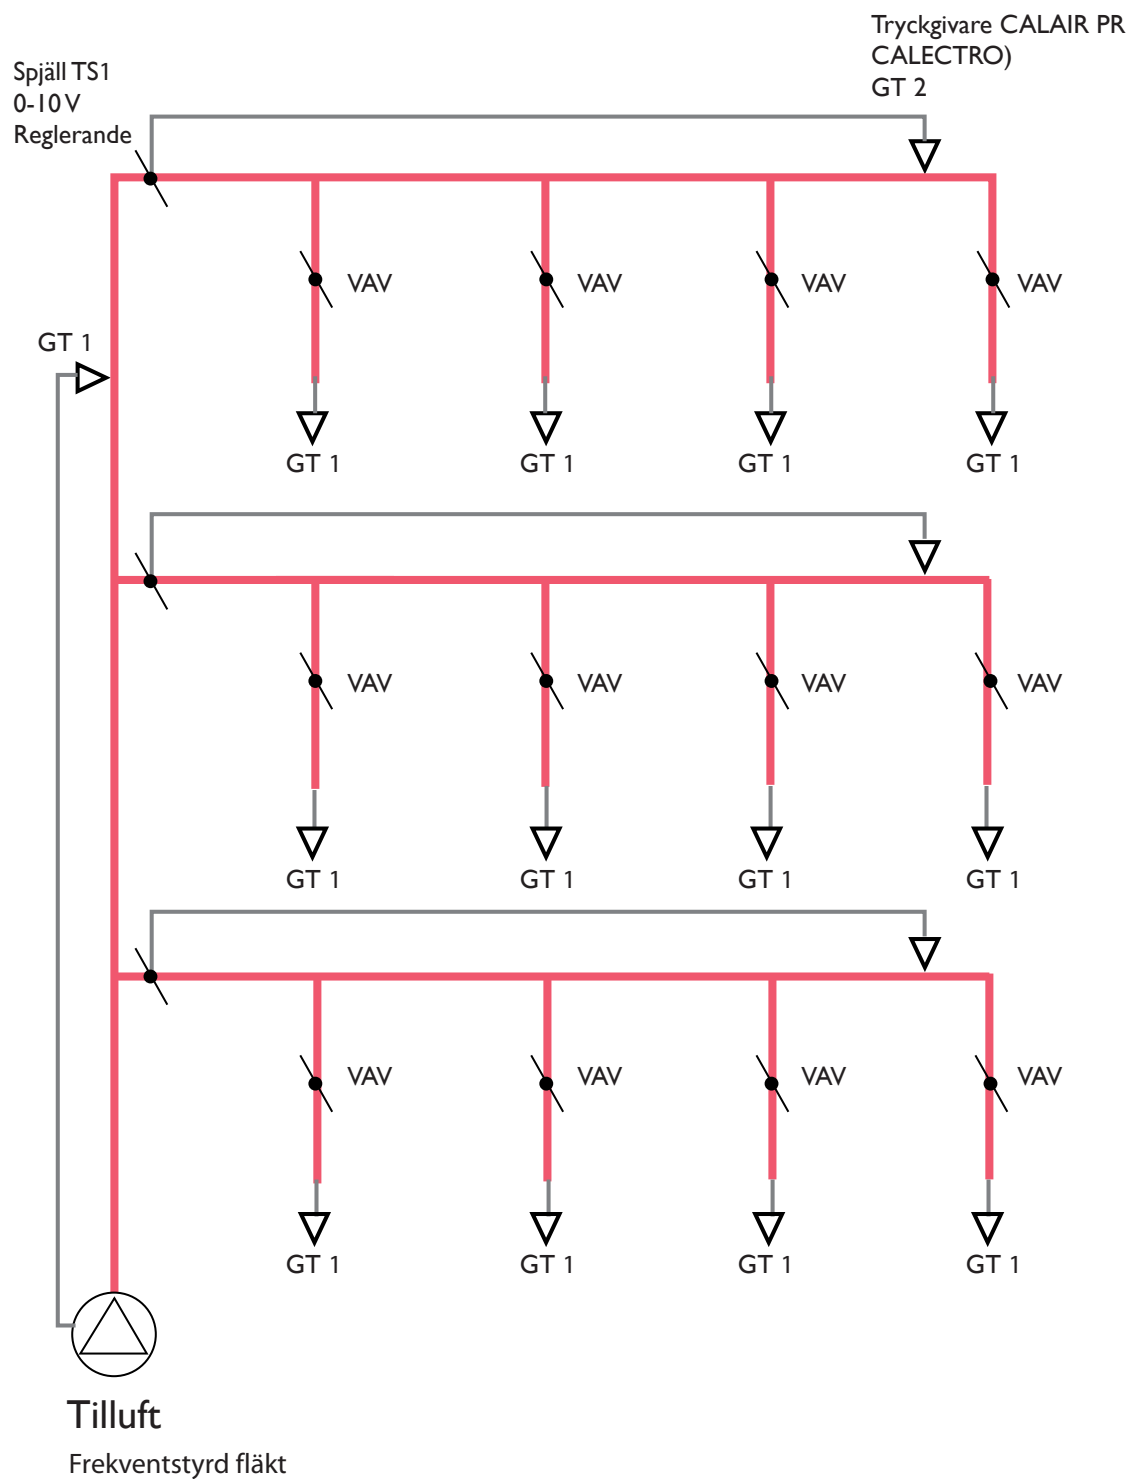 Tryckgivare CALAIR PR
CALECTRO)
GT 2
Spjäll TS1
0-10 V
Reglerande
VAV
VAV
VAV
VAV
GT 1
GT 1
GT 1
GT 1
GT 1
VAV
VAV
VAV
VAV
GT 1
GT 1
GT 1
GT 1
VAV
VAV
VAV
VAV
GT 1
GT 1
GT 1
GT 1
Tilluft
Frekventstyrd fläkt